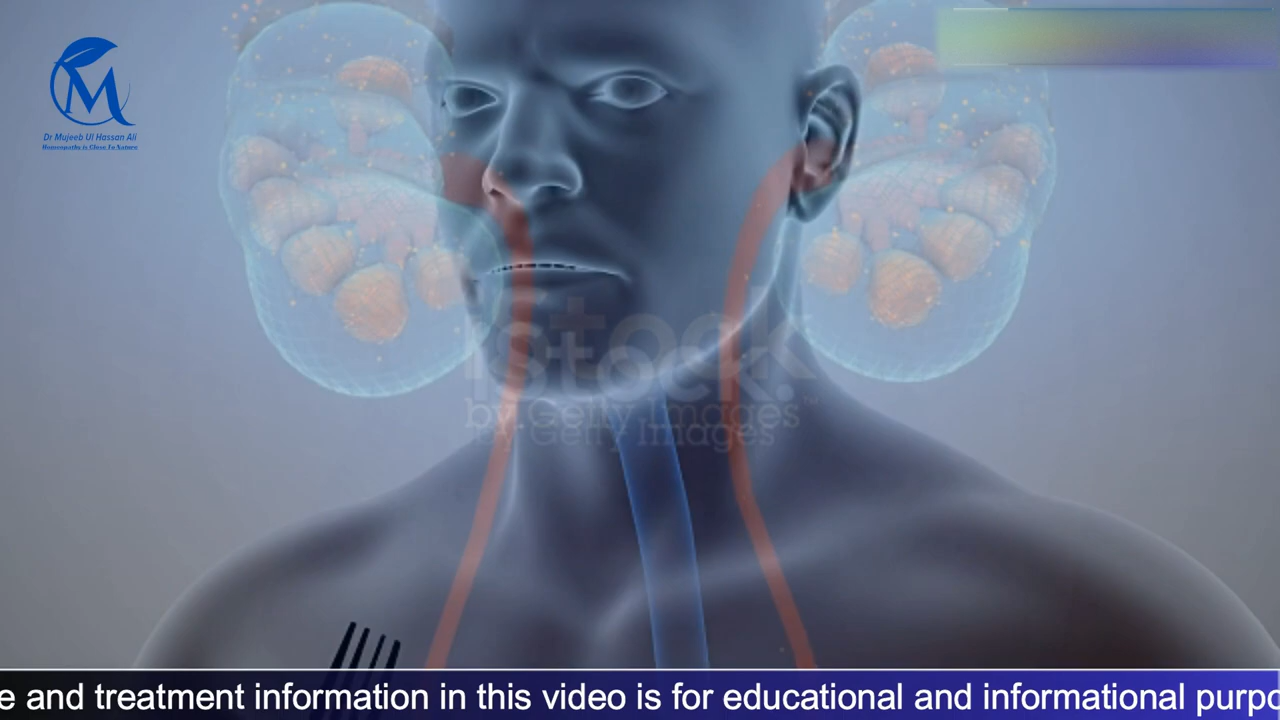 M
Dr Mujeeb Ul Hassan Ali
Homeopathy is Close To Nature
iStock.
by Getty Images™
by Getty Images
e and treatment information in this video is for educational and informational purpo